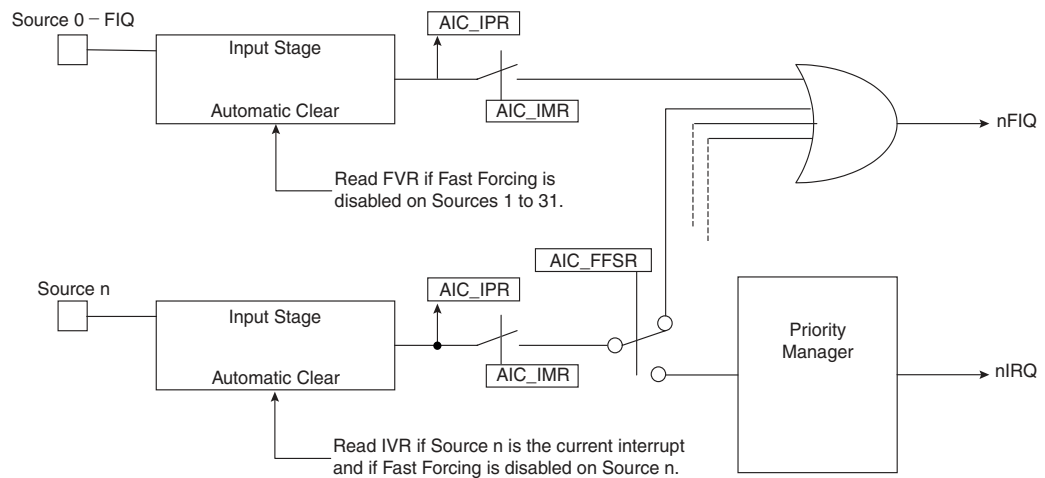 Source 0 – FIQ
AIC_IPR
Input Stage
Automatic Clear
AIC_IMR
nFIQ
Read FVR if Fast Forcing is
disabled on Sources 1 to 31.
AIC_FFSR
Source n
AIC_IPR
Input Stage
Priority
Manager
Automatic Clear
AIC_IMR
nIRQ
Read IVR if Source n is the current interrupt
and if Fast Forcing is disabled on Source n.